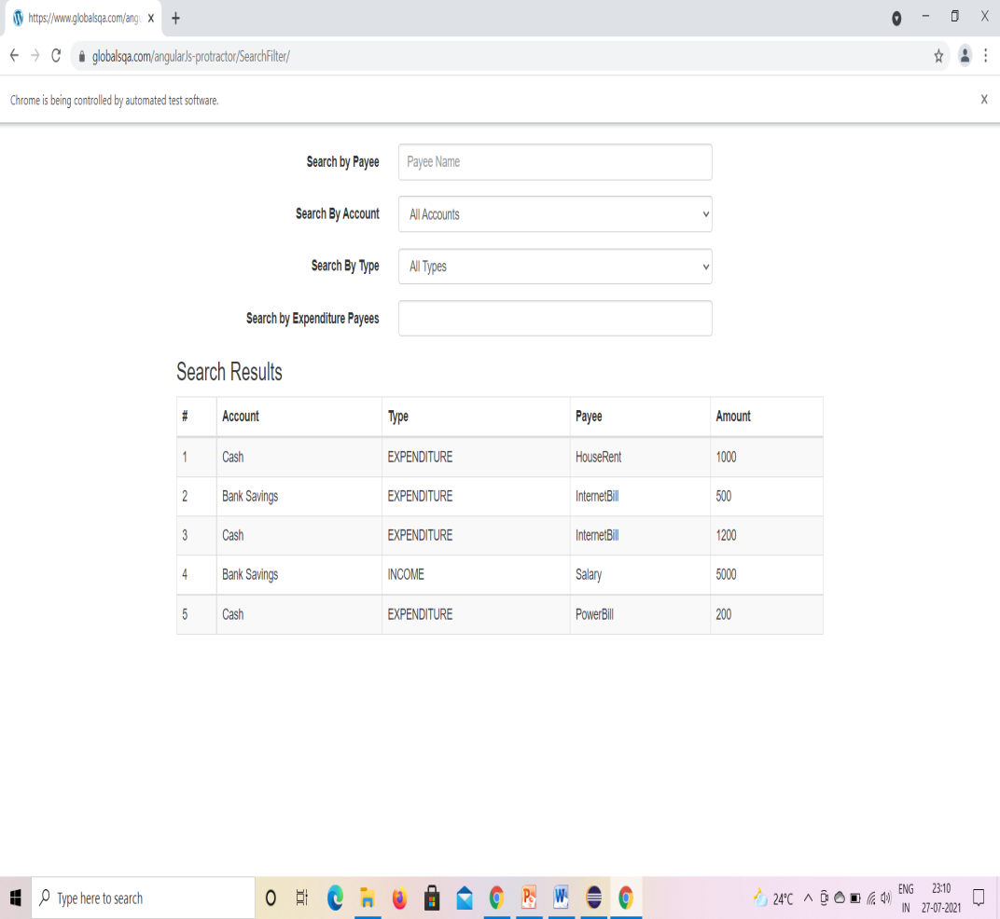 https://www.globalsqa.com/angu
globalsqa.com/angularJs-protractor/SearchFilter/
Chrome is being controlled by automated test software.
Search by Payee Payee Name
Search By Account All Accounts
Search By Type All Types
Search by Expenditure Payees
Search Results
# Account Type Payee Amount
1 Cash EXPENDITURE HouseRent 1000
2 Bank Savings EXPENDITURE InternetBill 500
3 Cash EXPENDITURE InternetBill 1200
4 Bank Savings INCOME Salary 5000
5 Cash EXPENDITURE PowerBill 200
Type here to search 24°C ENG 23:10
IN 27-07-2021